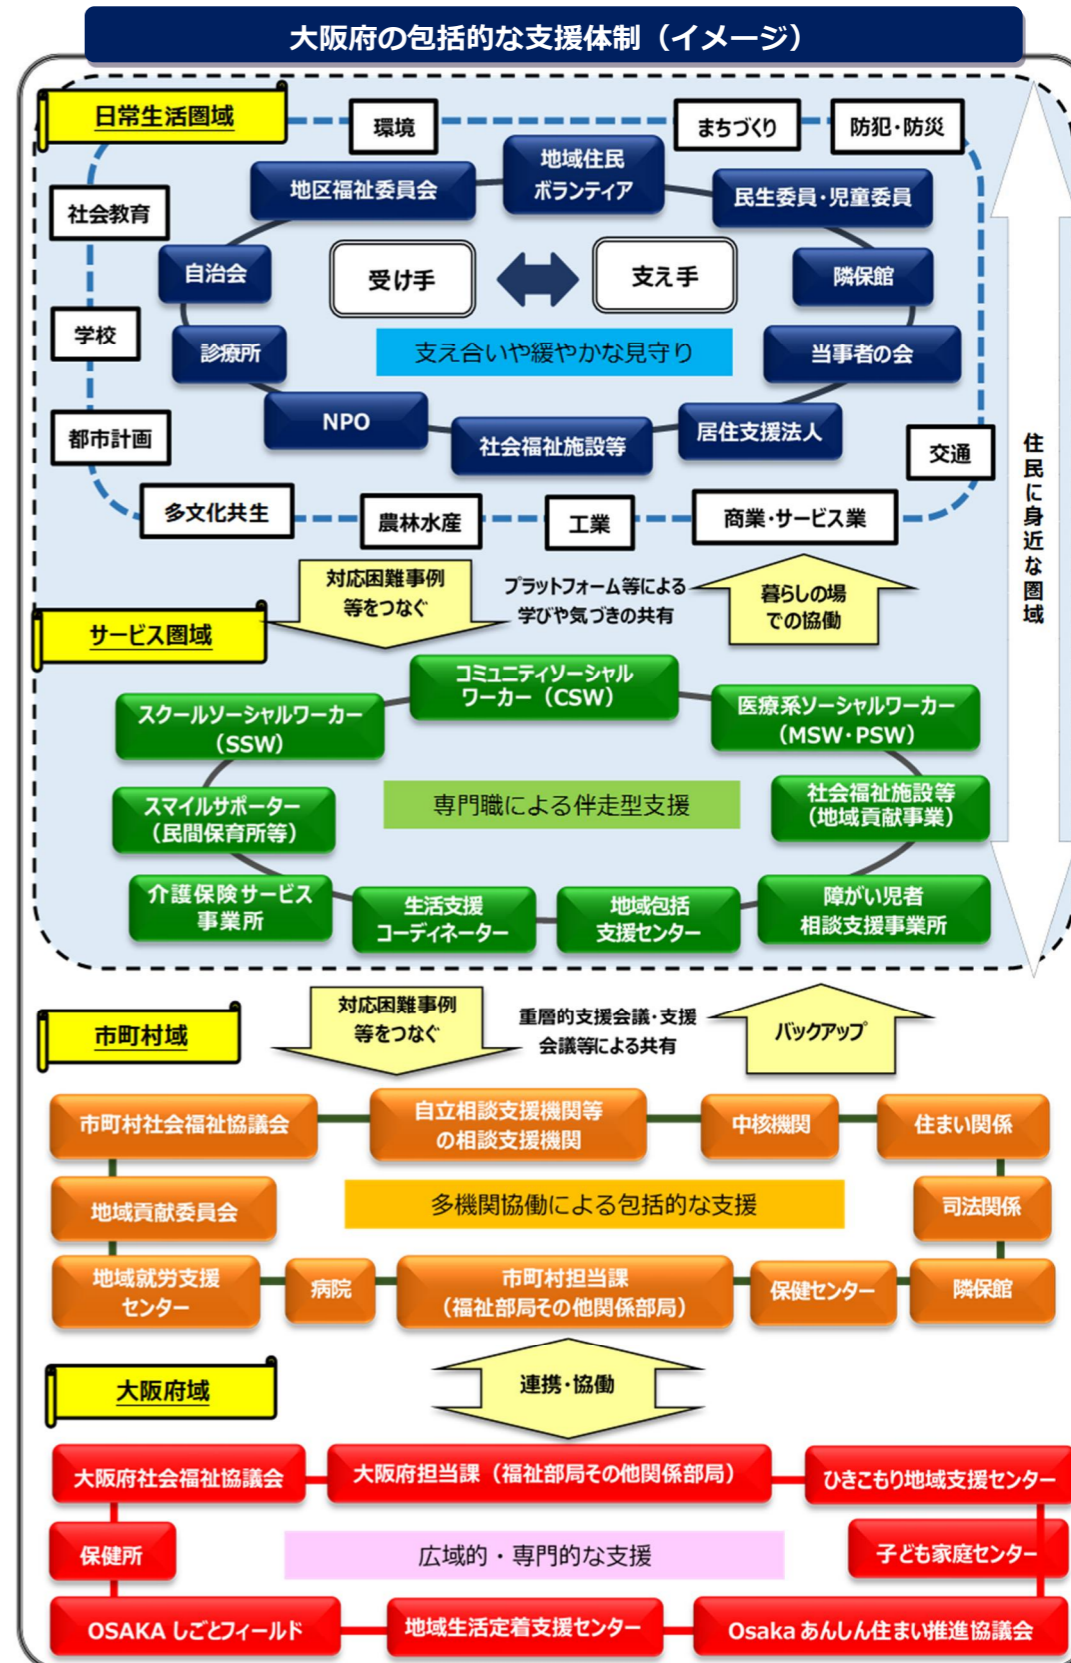 大阪府の包括的な支援体制（イメージ）
日常生活圏域
環境
まちづくり
防犯・防災
地域住民
ボランティア
地区福祉委員会
民生委員・児童委員
社会教育
自治会
受け手
支え手
隣保館
学校
診療所
支え合いや緩やかな見守り
当事者の会
NPO
社会福祉施設等
居住支援法人
都市計画
交通
多文化共生
農林水産
工業
商業・サービス業
住民に身近な圏域
対応困難事例
等をつなぐ
プラットフォーム等による
学びや気づきの共有
暮らしの場
での協働
サービス圏域
コミュニティソーシャル
ワーカー（CSW）
スクールソーシャルワーカー
（SSW）
医療系ソーシャルワーカー
（MSW・PSW）
スマイルサポーター
（民間保育所等）
専門職による伴走型支援
社会福祉施設等
（地域貢献事業）
介護保険サービス
事業所
生活支援
コーディネーター
地域包括
支援センター
障がい児者
相談支援事業所
対応困難事例
等をつなぐ
重層的支援会議・支援
会議等による共有
バックアップ
市町村域
市町村社会福祉協議会
自立相談支援機関等
の相談支援機関
中核機関
住まい関係
地域貢献委員会
多機関協働による包括的な支援
司法関係
地域就労支援
センター
病院
市町村担当課
（福祉部局その他関係部局）
保健センター
隣保館
連携・協働
大阪府域
大阪府社会福祉協議会
大阪府担当課（福祉部局その他関係部局）
ひきこもり地域支援センター
保健所
広域的・専門的な支援
子ども家庭センター
OSAKA しごとフィールド
地域生活定着支援センター
Osaka あんしん住まい推進協議会